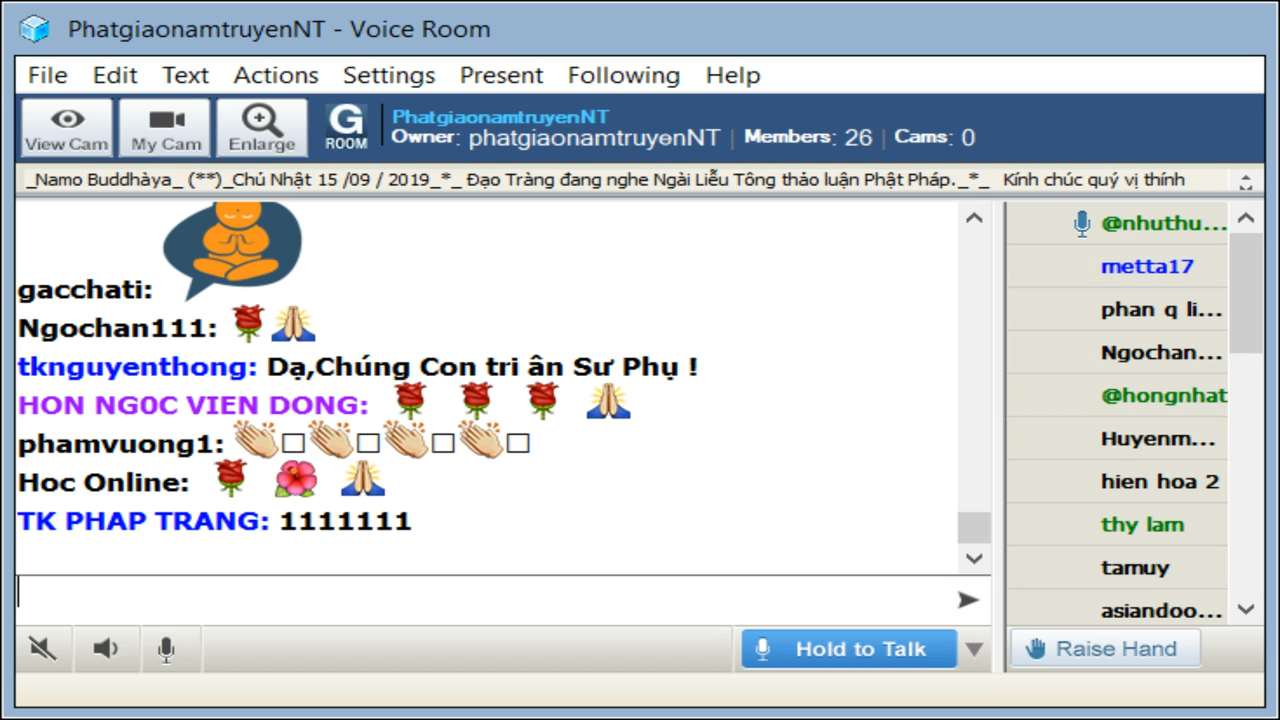 PhatgiaonamtruyenNT - Voice Room
File Edit Text Actions Settings Present Following Help
View Cam My Cam Enlarge G ROOM
PhatgiaonamtruyenNT
Owner: phatgiaonamtruyenNT | Members: 26 | Cams: 0
_Namo Buddhàya_ (**)_Chủ Nhật 15 /09 / 2019_*_ Đạo Tràng đang nghe Ngài Liễu Tông thảo luận Phật Pháp._*_ Kính chúc quý vị thính
gacchati:
Ngochan111: 🌹🙏
tknguyenthong: Dạ,Chúng Con tri ân Sư Phụ !
HON NG0C VIEN DONG: 🌹 🌹 🌹 🙏
phamvuong1: 👏□👏□👏□👏□
Hoc Online: 🌹 🌺 🙏
TK PHAP TRANG: 1111111
@nhuthu...
metta17
phan q li...
Ngochan...
@hongnhat
Huyenm...
hien hoa 2
thy lam
tamuy
asiandoo...
Hold to Talk
Raise Hand